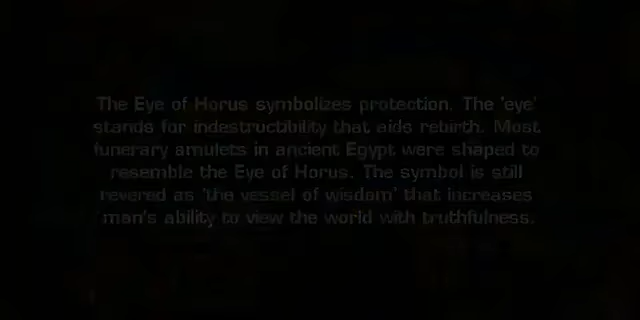 The Eye of Horus symbolizes protection. The 'eye'
stands for indestructibility that aids rebirth. Most
funerary amulets in ancient Egypt were shaped to
resemble the Eye of Horus. The symbol is still
revered as 'the vessel of wisdom' that increases
man's ability to view the world with truthfulness.